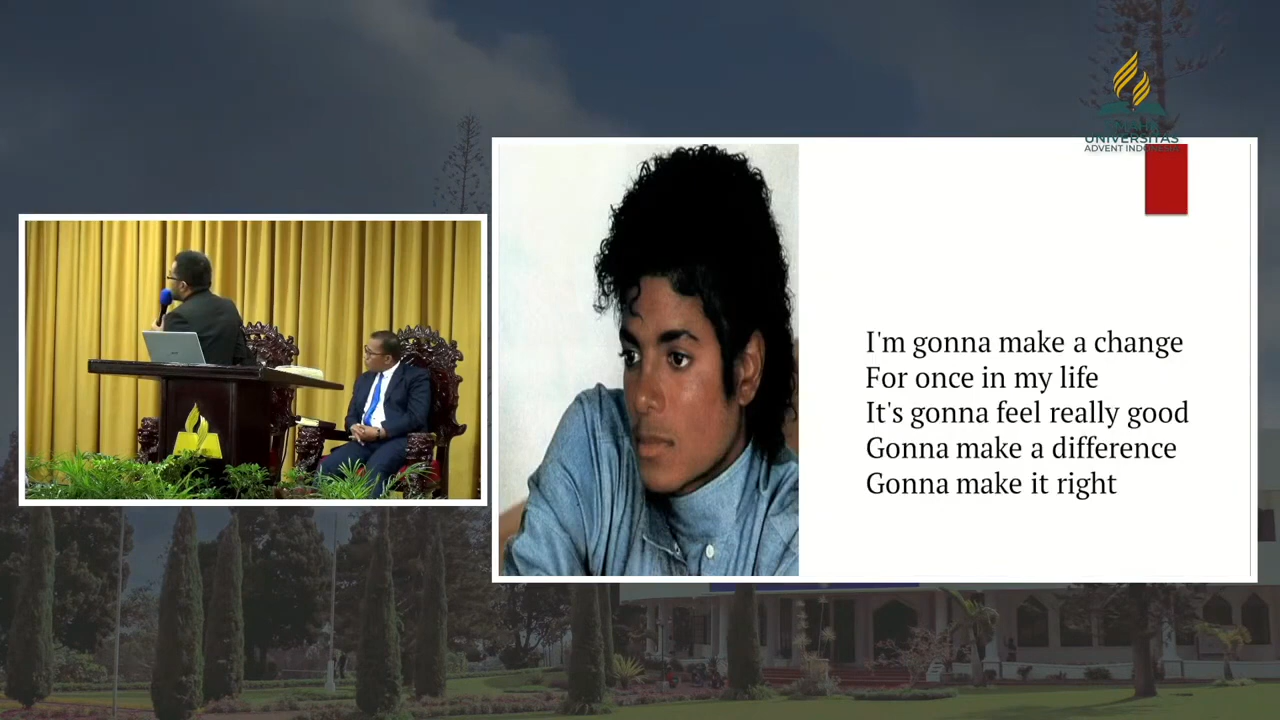 UNIVERSITAS
ADVENT INDONESIA
I'm gonna make a change
For once in my life
It's gonna feel really good
Gonna make a difference
Gonna make it right